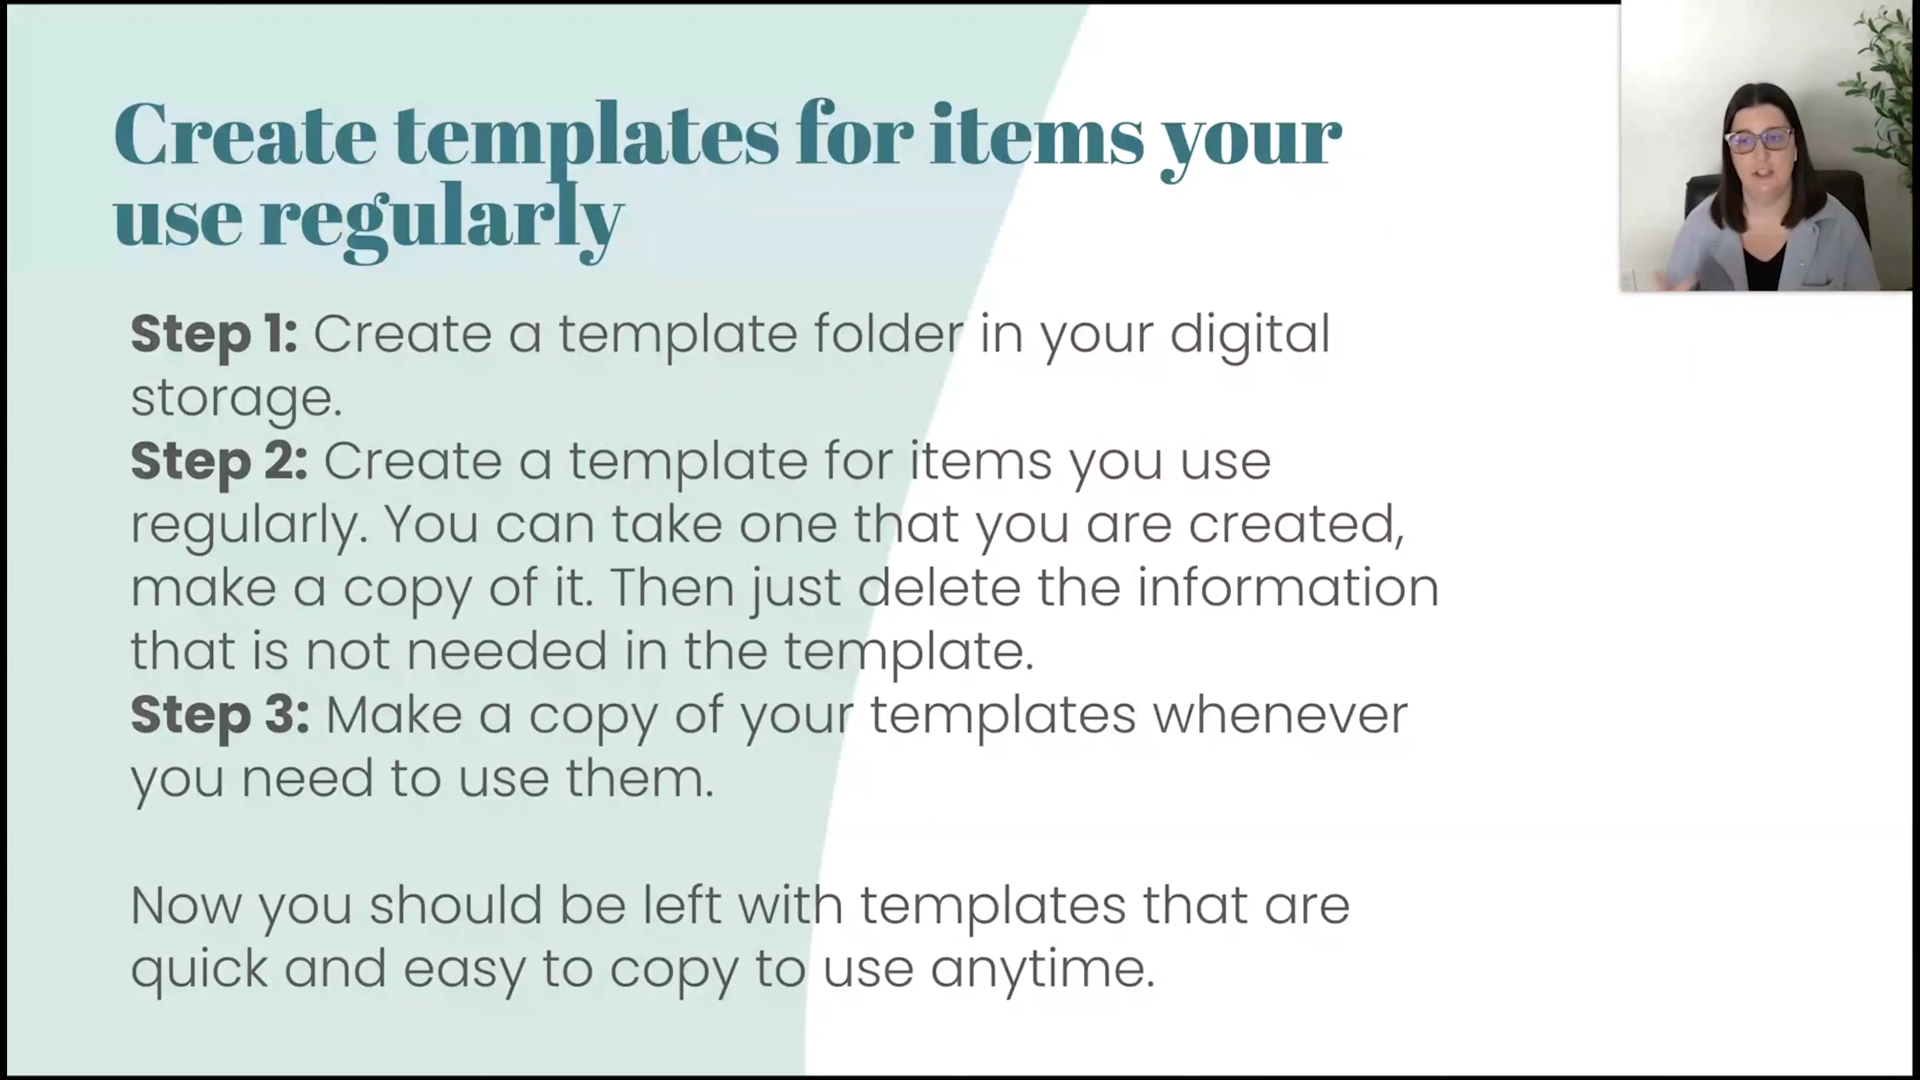 Create templates for items your
use regularly
Step 1: Create a template folder in your digital
storage.
Step 2: Create a template for items you use
regularly. You can take one that you are created,
make a copy of it. Then just delete the information
that is not needed in the template.
Step 3: Make a copy of your templates whenever
you need to use them.
Now you should be left with templates that are
quick and easy to copy to use anytime.